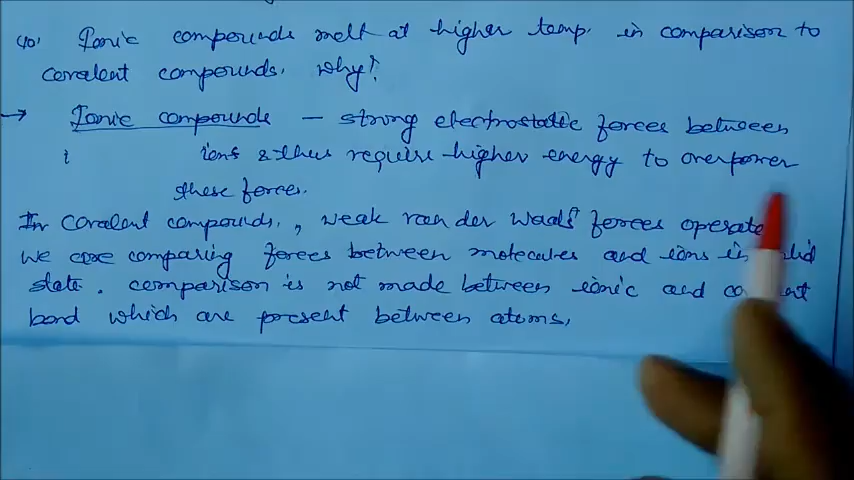 40. Ionic compounds melt at higher temp. in comparison to
covalent compounds. why?
→ Ionic compounds – strong electrostatic forces between
ions & thus require higher energy to overpower
these forces.
In covalent compounds, weak van der Waals' forces operate
We are comparing forces between molecules and ions in
state. comparison is not made between ionic and
bond which are present between atoms,